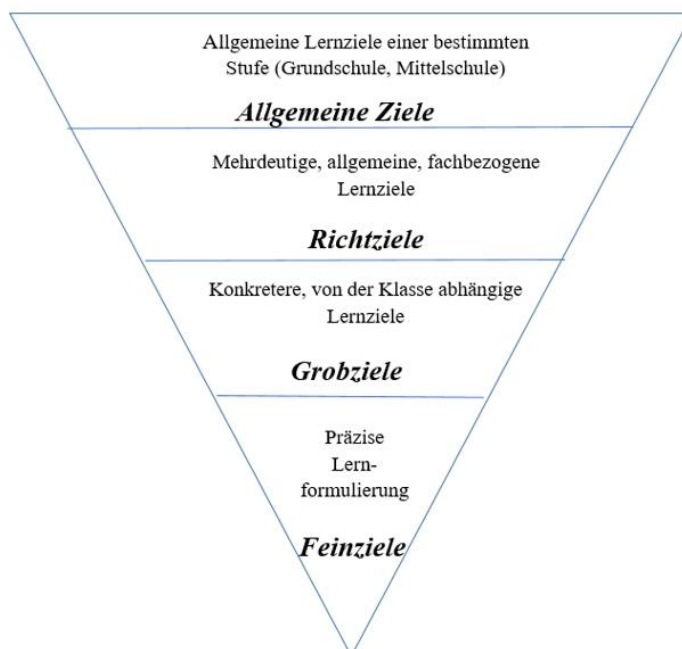 Allgemeine Lernziele einer bestimmten
Stufe (Grundschule, Mittelschule)
Allgemeine Ziele
Mehrdeutige, allgemeine, fachbezogene
Lernziele
Richtziele
Konkretere, von der Klasse abhängige
Lernziele
Grobziele
Präzise
Lern-
formulierung
Feinziele